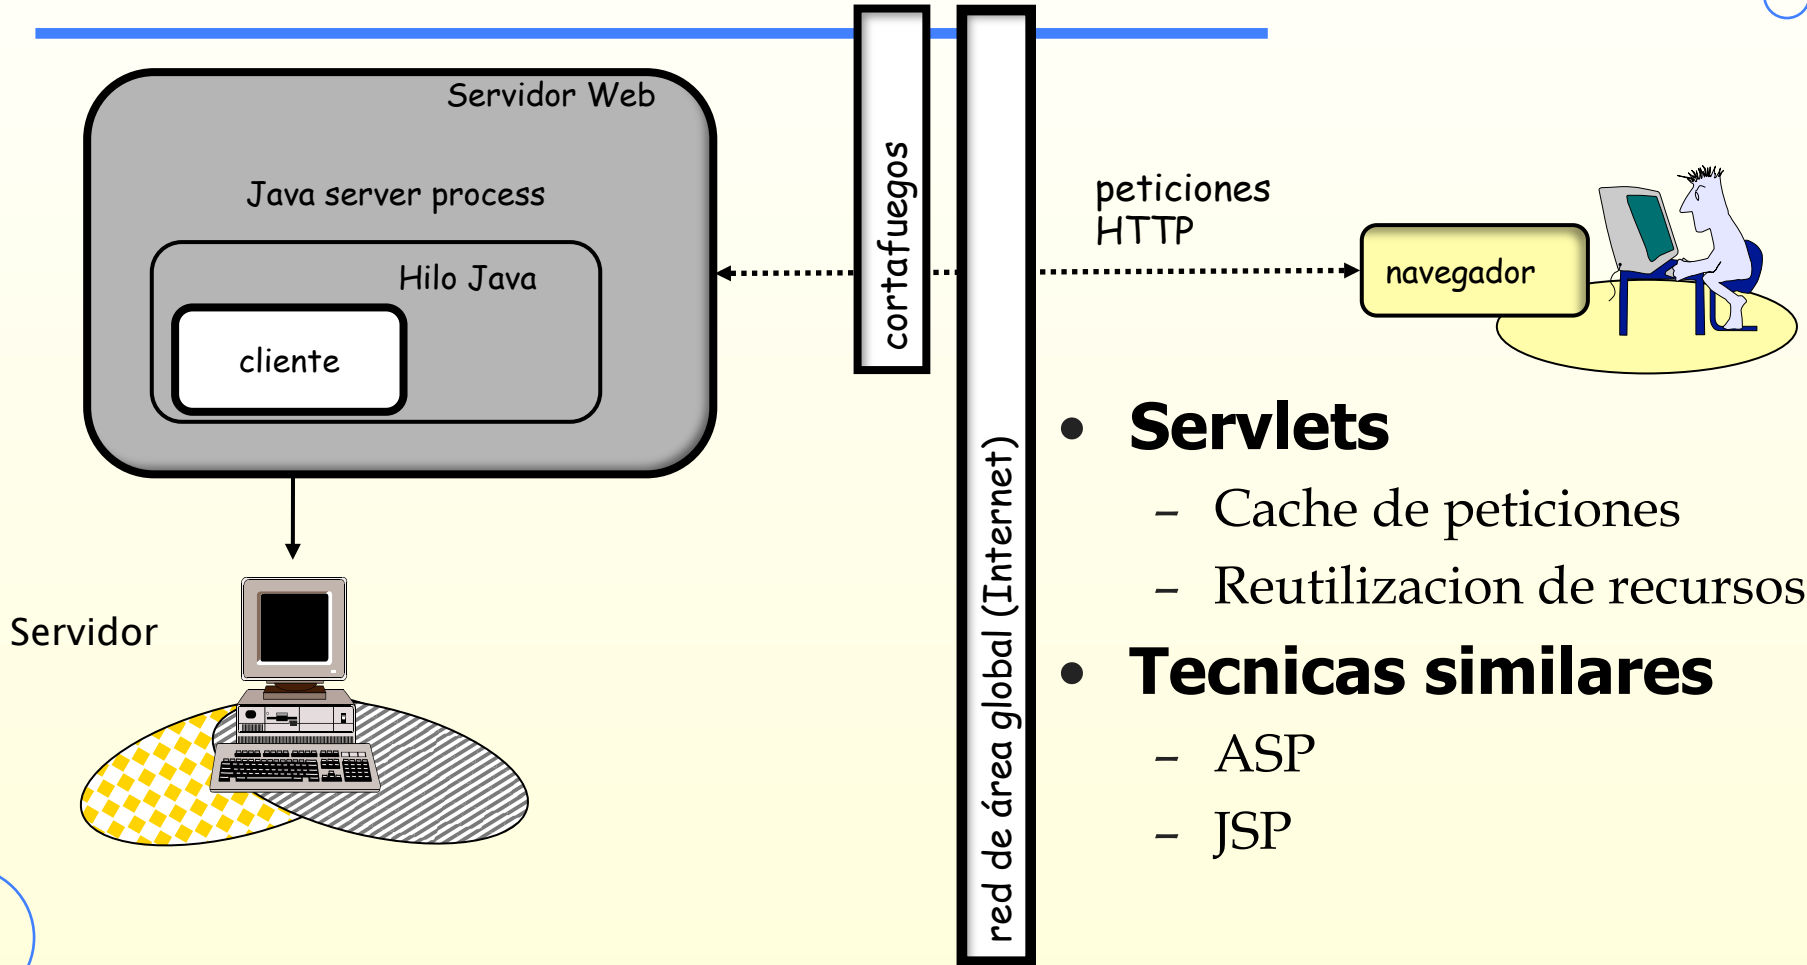 Servidor Web
Java server process
Hilo Java
cliente
Servidor
cortafuegos
red de área global (Internet)
peticiones
HTTP
navegador
• Servlets
– Cache de peticiones
– Reutilizacion de recursos
• Tecnicas similares
– ASP
– JSP